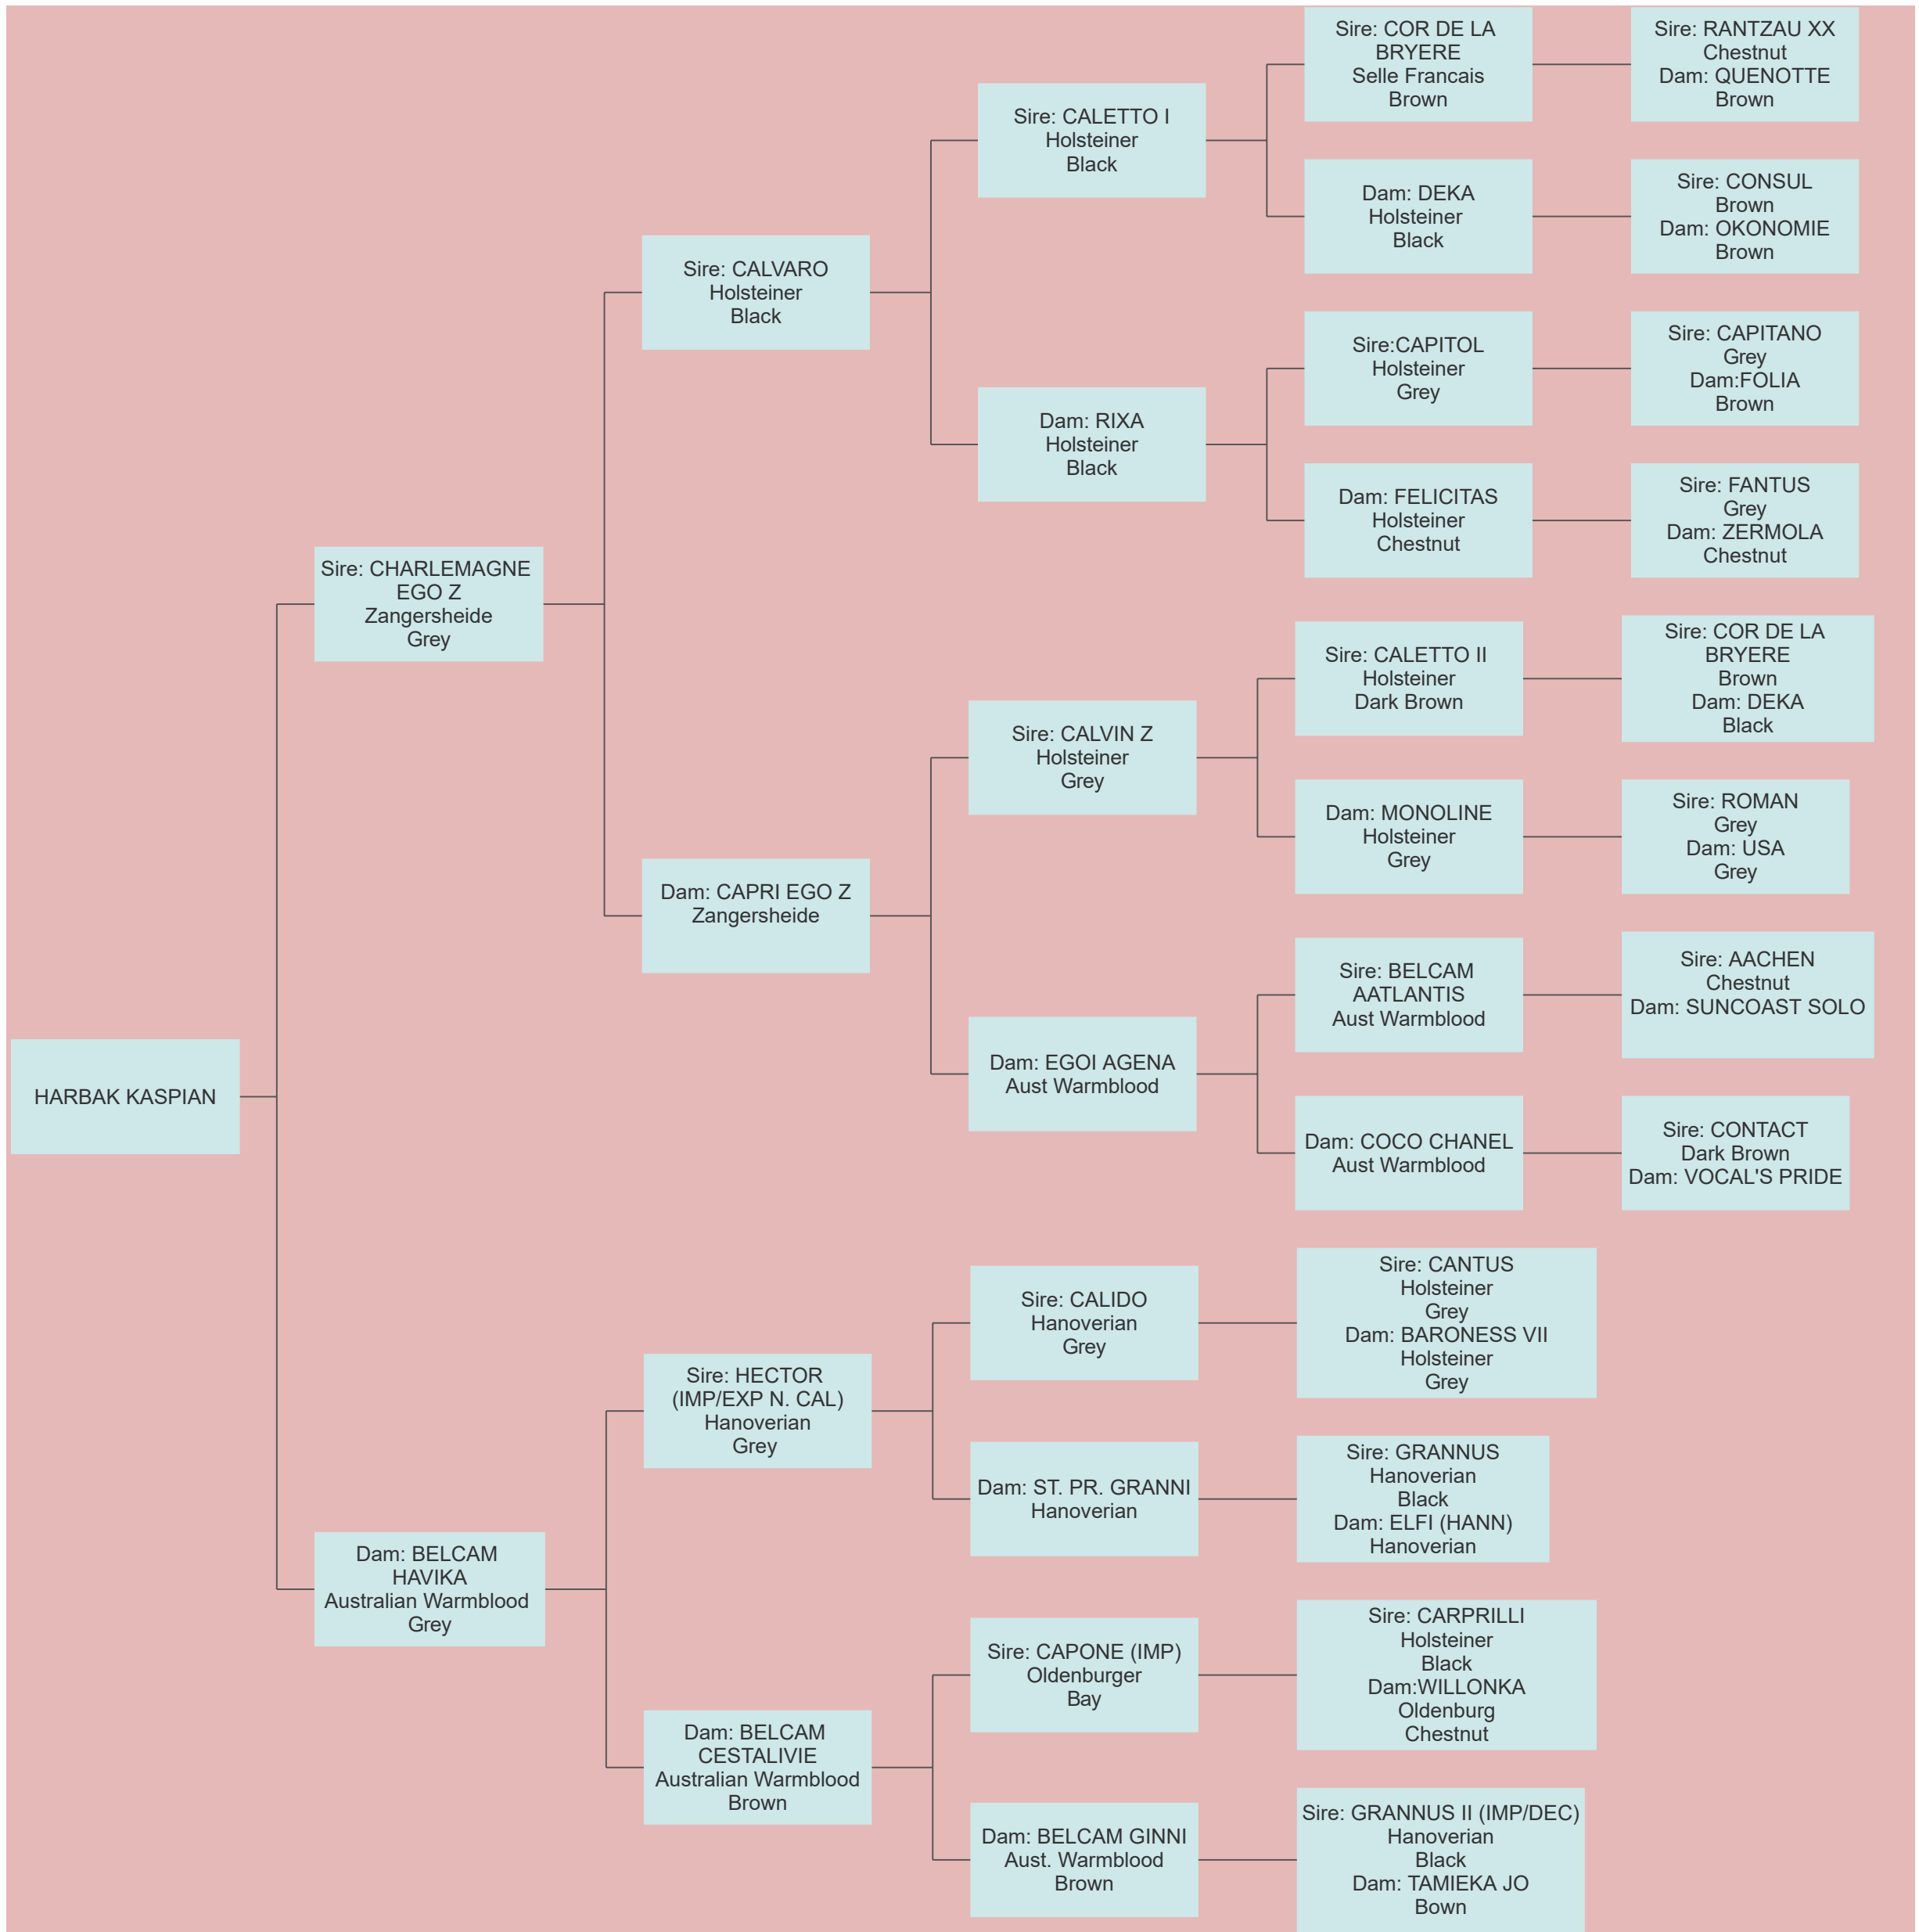 HARBAK KASPIAN
Sire: CHARLEMAGNE
EGO Z
Zangersheide
Grey
Dam: BELCAM
HAVIKA
Australian Warmblood
Grey
Sire: CALVARO
Holsteiner
Black
Dam: CAPRI EGO Z
Zangersheide
Sire: HECTOR
(IMP/EXP N. CAL)
Hanoverian
Grey
Dam: BELCAM
CESTALIVIE
Australian Warmblood
Brown
Sire: CALETTO I
Holsteiner
Black
Dam: RIXA
Holsteiner
Black
Sire: CALVIN Z
Holsteiner
Grey
Dam: EGOI AGENA
Aust Warmblood
Sire: CALIDO
Hanoverian
Grey
Dam: ST. PR. GRANNI
Hanoverian
Sire: CAPONE (IMP)
Oldenburger
Bay
Dam: BELCAM GINNI
Aust. Warmblood
Brown
Sire: COR DE LA
BRYERE
Selle Francais
Brown
Dam: DEKA
Holsteiner
Black
Sire:CAPITOL
Holsteiner
Grey
Dam: FELICITAS
Holsteiner
Chestnut
Sire: CALETTO II
Holsteiner
Dark Brown
Dam: MONOLINE
Holsteiner
Grey
Sire: BELCAM
AATLANTIS
Aust Warmblood
Dam: COCO CHANEL
Aust Warmblood
Sire: CANTUS
Holsteiner
Grey
Dam: BARONESS VII
Holsteiner
Grey
Sire: GRANNUS
Hanoverian
Black
Dam: ELFI (HANN)
Hanoverian
Sire: CARPRILLI
Holsteiner
Black
Dam:WILLONKA
Oldenburg
Chestnut
Sire: GRANNUS II (IMP/DEC)
Hanoverian
Black
Dam: TAMIEKA JO
Bown
Sire: RANTZAU XX
Chestnut
Dam: QUENOTTE
Brown
Sire: CONSUL
Brown
Dam: OKONOMIE
Brown
Sire: CAPITANO
Grey
Dam:FOLIA
Brown
Sire: FANTUS
Grey
Dam: ZERMOLA
Chestnut
Sire: COR DE LA
BRYERE
Brown
Dam: DEKA
Black
Sire: ROMAN
Grey
Dam: USA
Grey
Sire: AACHEN
Chestnut
Dam: SUNCOAST SOLO
Sire: CONTACT
Dark Brown
Dam: VOCAL'S PRIDE